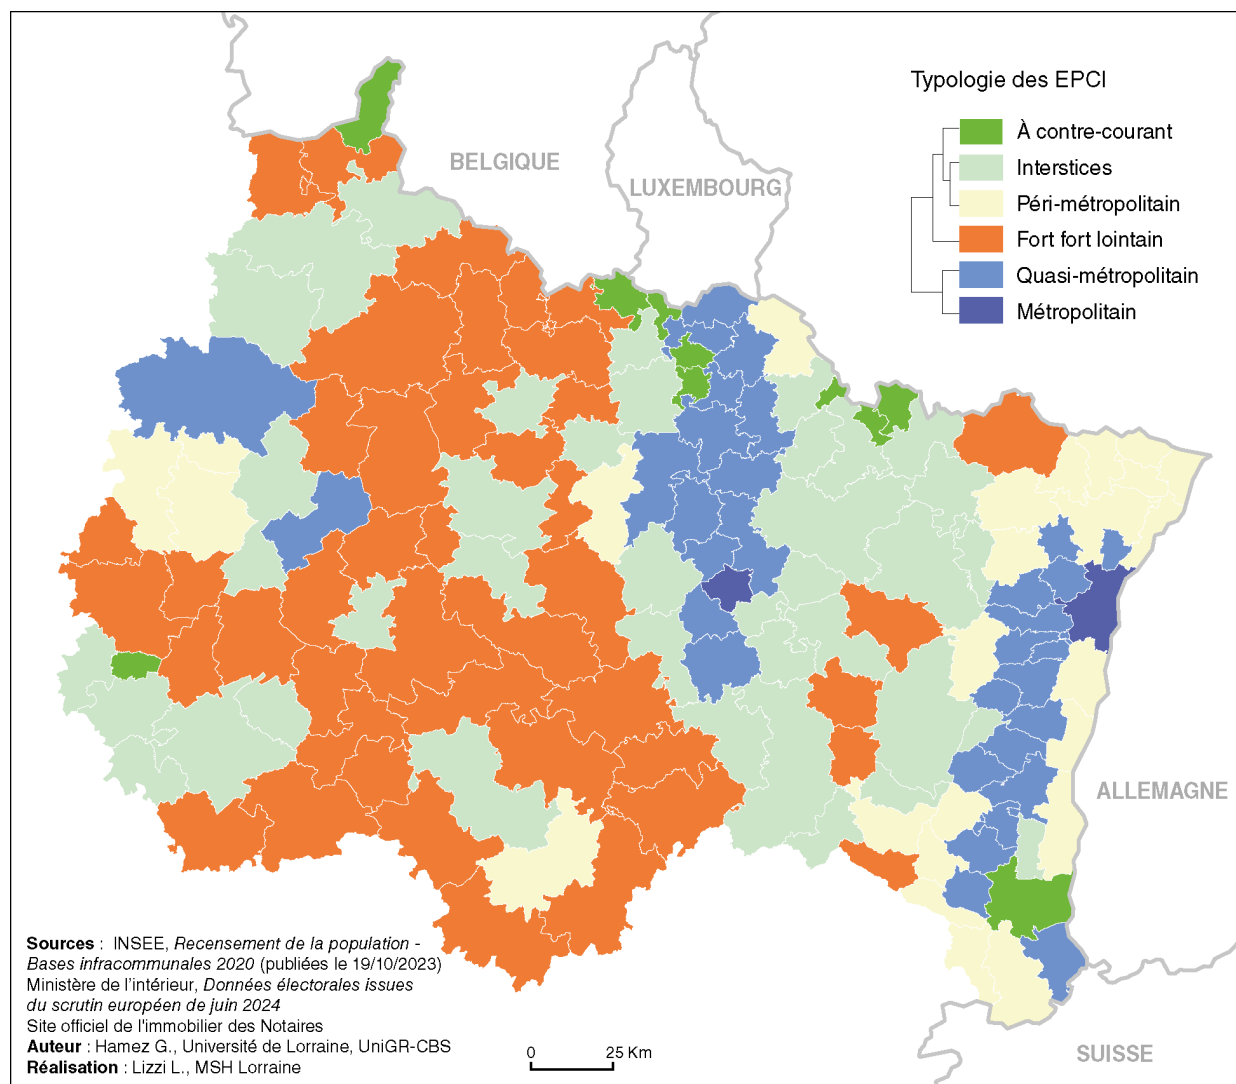 Typologie des EPCI
À contre-courant
Interstices
Péri-métropolitain
Fort fort lointain
Quasi-métropolitain
Métropolitain
BELGIQUE
LUXEMBOURG
ALLEMAGNE
SUISSE
Sources : INSEE, Recensement de la population -
Bases infracommunales 2020 (publiées le 19/10/2023)
Ministère de l'intérieur, Données électorales issues
du scrutin européen de juin 2024
Site officiel de l'immobilier des Notaires
Auteur : Hamez G., Université de Lorraine, UniGR-CBS
Réalisation : Lizzi L., MSH Lorraine
0 25 Km